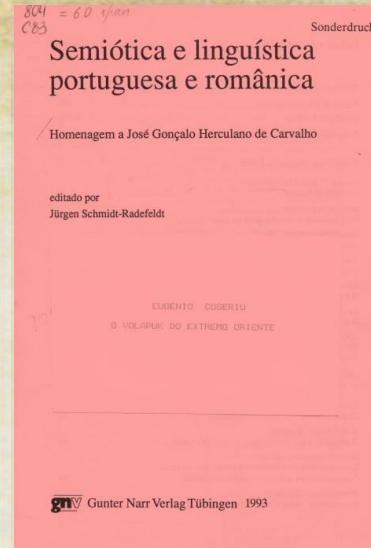 804 = 60
C83
Sonderdruck
Semiótica e linguística
portuguesa e românica
Homenagem a José Gonçalo Herculano de Carvalho
editado por
Jürgen Schmidt-Radefeldt
EUGENIO COSERIU
O VOLAPUK DO EXTREMO ORIENTE
gnv Gunter Narr Verlag Tübingen 1993